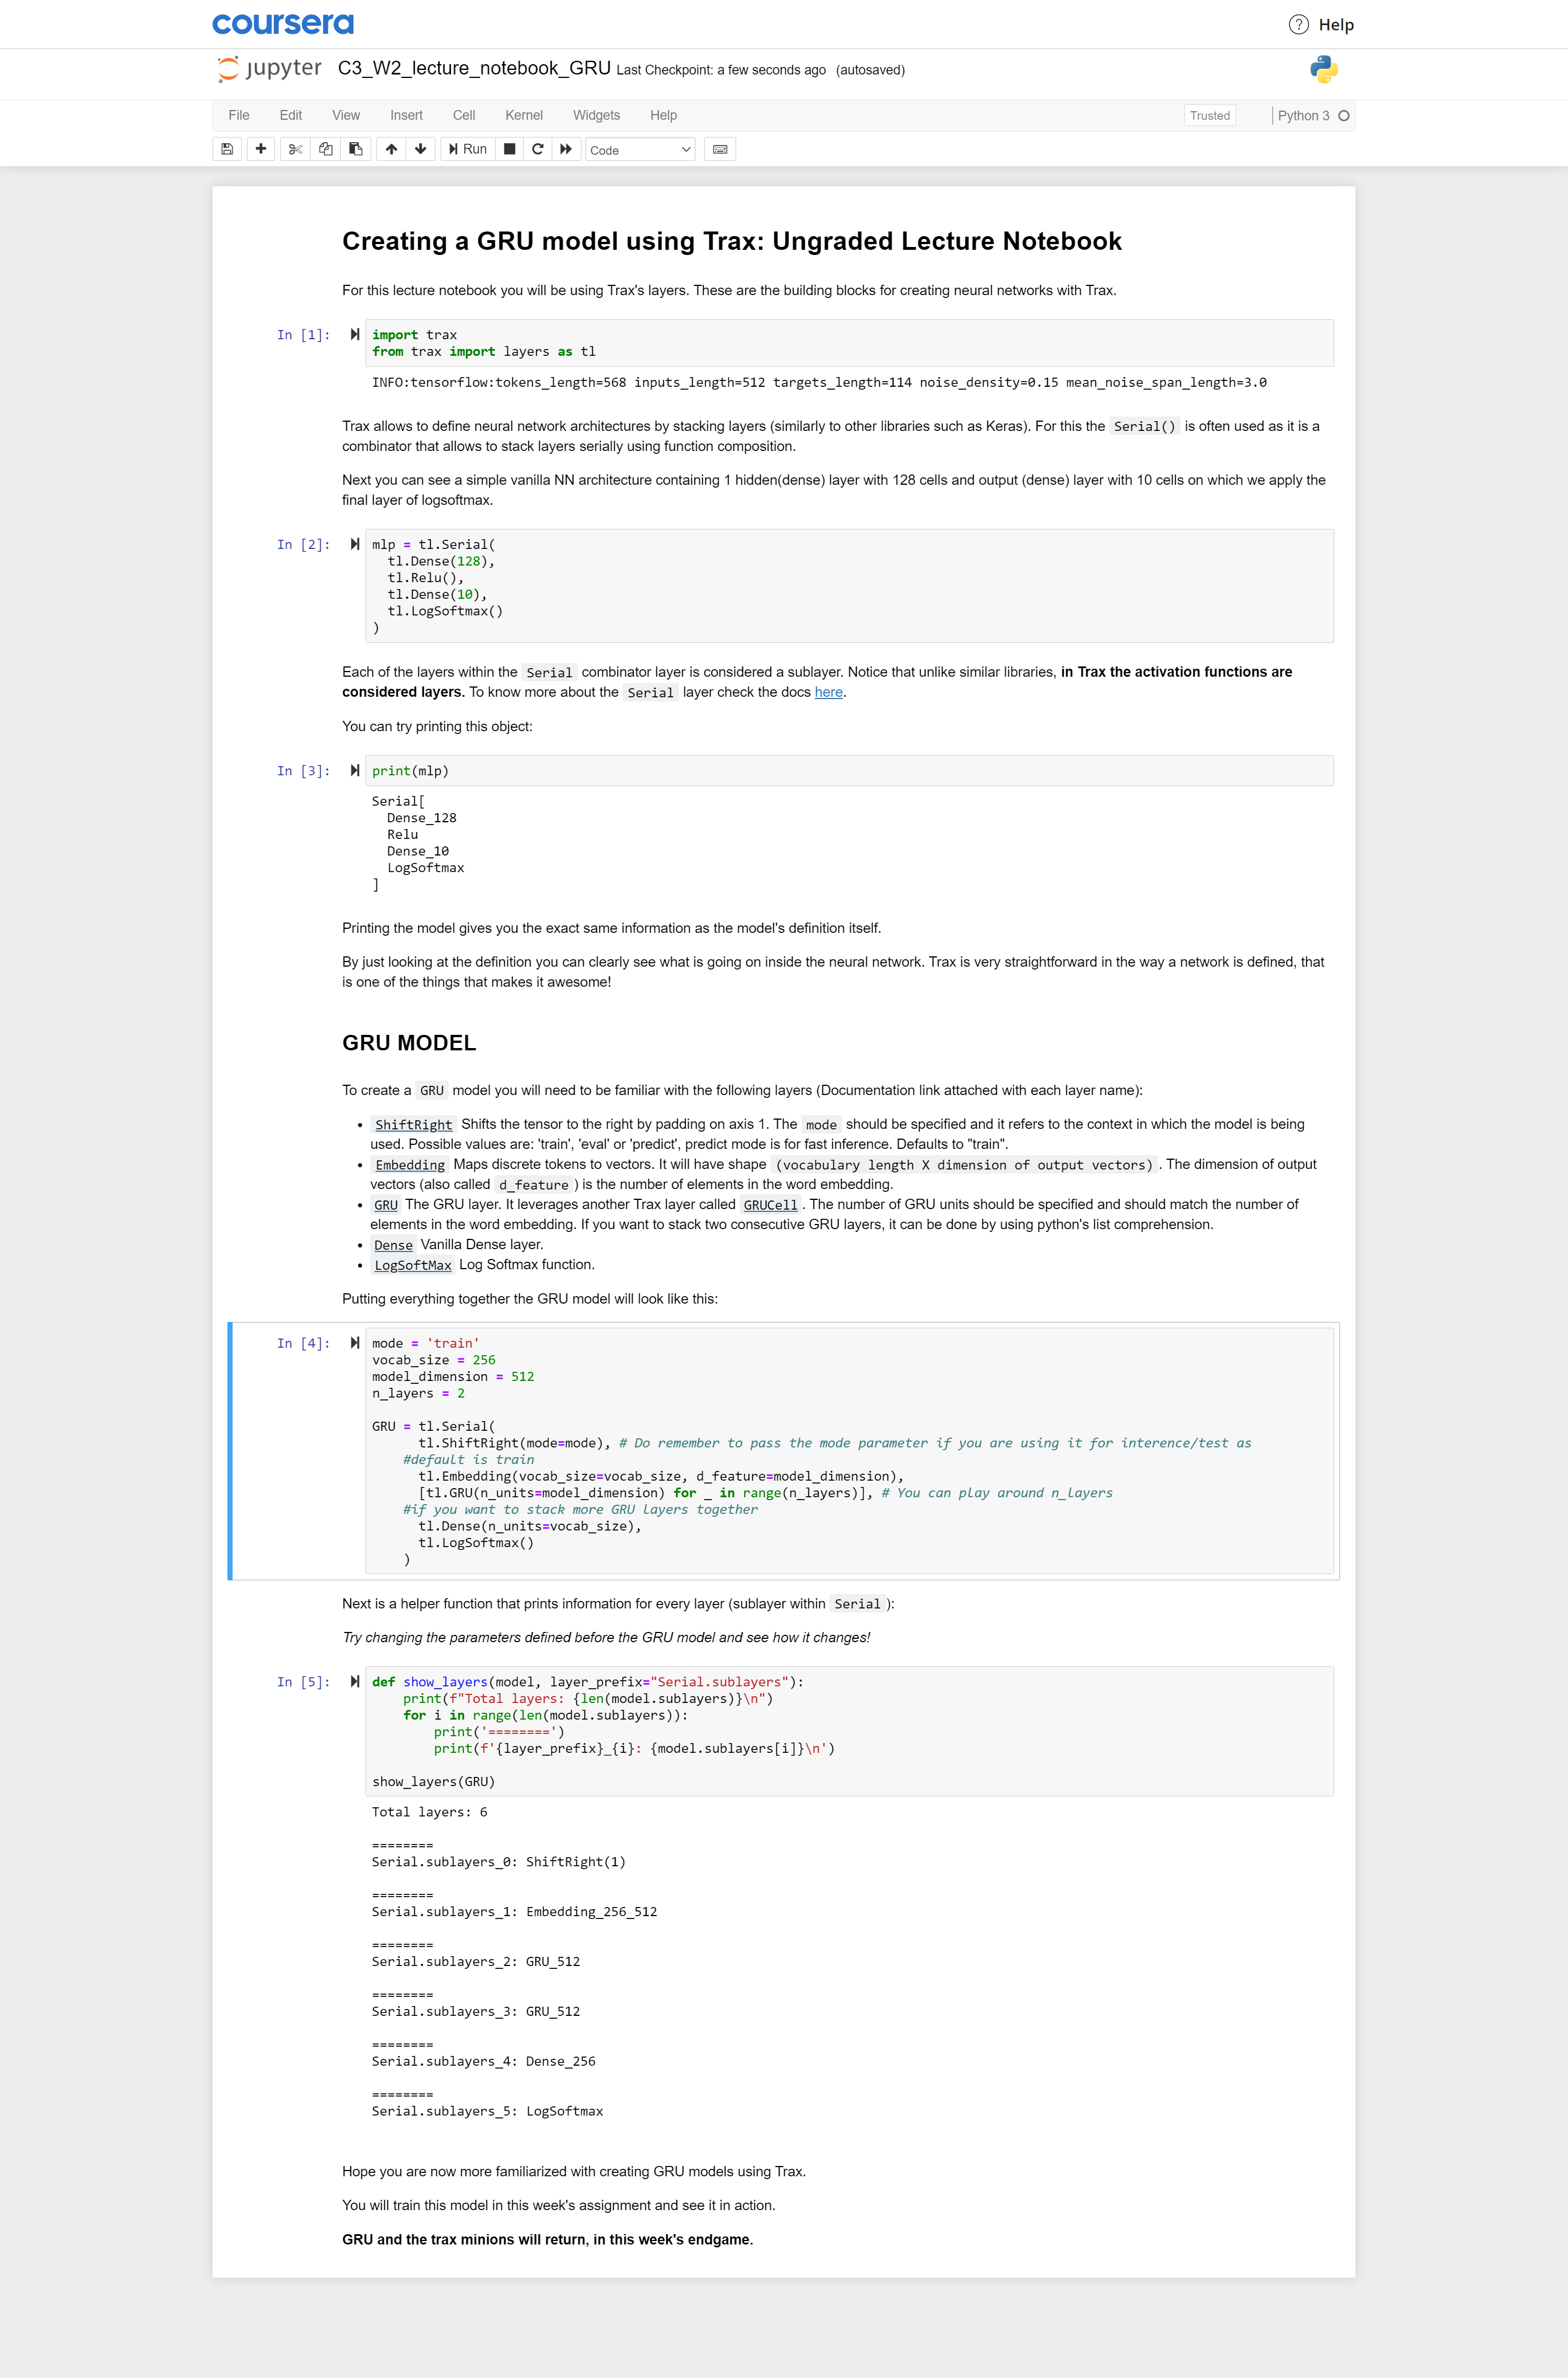 coursera
Help
jupyter C3_W2_lecture_notebook_GRU Last Checkpoint: a few seconds ago (autosaved)
File Edit View Insert Cell Kernel Widgets Help Trusted Python 3
Run Code
Creating a GRU model using Trax: Ungraded Lecture Notebook
For this lecture notebook you will be using Trax's layers. These are the building blocks for creating neural networks with Trax.
In [1]: import trax
from trax import layers as tl
INFO:tensorflow:tokens_length=568 inputs_length=512 targets_length=114 noise_density=0.15 mean_noise_span_length=3.0
Trax allows to define neural network architectures by stacking layers (similarly to other libraries such as Keras). For this the Serial() is often used as it is a
combinator that allows to stack layers serially using function composition.
Next you can see a simple vanilla NN architecture containing 1 hidden(dense) layer with 128 cells and output (dense) layer with 10 cells on which we apply the
final layer of logsoftmax.
In [2]: mlp = tl.Serial(
  tl.Dense(128),
  tl.Relu(),
  tl.Dense(10),
  tl.LogSoftmax()
)
Each of the layers within the Serial combinator layer is considered a sublayer. Notice that unlike similar libraries, in Trax the activation functions are
considered layers. To know more about the Serial layer check the docs here.
You can try printing this object:
In [3]: print(mlp)
Serial[
  Dense_128
  Relu
  Dense_10
  LogSoftmax
]
Printing the model gives you the exact same information as the model's definition itself.
By just looking at the definition you can clearly see what is going on inside the neural network. Trax is very straightforward in the way a network is defined, that
is one of the things that makes it awesome!
GRU MODEL
To create a GRU model you will need to be familiar with the following layers (Documentation link attached with each layer name):
• ShiftRight Shifts the tensor to the right by padding on axis 1. The mode should be specified and it refers to the context in which the model is being
used. Possible values are: 'train', 'eval' or 'predict', predict mode is for fast inference. Defaults to "train".
• Embedding Maps discrete tokens to vectors. It will have shape (vocabulary length X dimension of output vectors) . The dimension of output
vectors (also called d_feature ) is the number of elements in the word embedding.
• GRU The GRU layer. It leverages another Trax layer called GRUCell . The number of GRU units should be specified and should match the number of
elements in the word embedding. If you want to stack two consecutive GRU layers, it can be done by using python's list comprehension.
• Dense Vanilla Dense layer.
• LogSoftMax Log Softmax function.
Putting everything together the GRU model will look like this:
In [4]: mode = 'train'
vocab_size = 256
model_dimension = 512
n_layers = 2
GRU = tl.Serial(
      tl.ShiftRight(mode=mode), # Do remember to pass the mode parameter if you are using it for interence/test as
    #default is train
      tl.Embedding(vocab_size=vocab_size, d_feature=model_dimension),
      [tl.GRU(n_units=model_dimension) for _ in range(n_layers)], # You can play around n_layers
    #if you want to stack more GRU layers together
      tl.Dense(n_units=vocab_size),
      tl.LogSoftmax()
    )
Next is a helper function that prints information for every layer (sublayer within Serial ):
Try changing the parameters defined before the GRU model and see how it changes!
In [5]: def show_layers(model, layer_prefix="Serial.sublayers"):
    print(f"Total layers: {len(model.sublayers)}\n")
    for i in range(len(model.sublayers)):
        print('========')
        print(f'{layer_prefix}_{i}: {model.sublayers[i]}\n')
show_layers(GRU)
Total layers: 6
========
Serial.sublayers_0: ShiftRight(1)
========
Serial.sublayers_1: Embedding_256_512
========
Serial.sublayers_2: GRU_512
========
Serial.sublayers_3: GRU_512
========
Serial.sublayers_4: Dense_256
========
Serial.sublayers_5: LogSoftmax
Hope you are now more familiarized with creating GRU models using Trax.
You will train this model in this week's assignment and see it in action.
GRU and the trax minions will return, in this week's endgame.